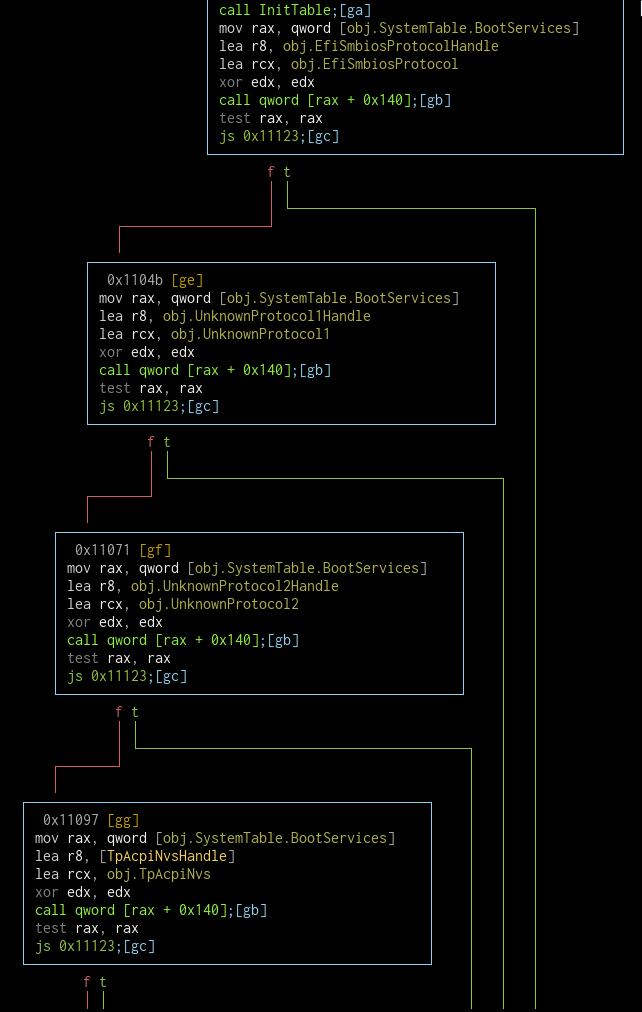 call InitTable;[ga]
mov rax, qword [obj.SystemTable.BootServices]
lea r8, obj.EfiSmbiosProtocolHandle
lea rcx, obj.EfiSmbiosProtocol
xor edx, edx
call qword [rax + 0x140];[gb]
test rax, rax
js 0x11123;[gc]
f t
0x1104b [ge]
mov rax, qword [obj.SystemTable.BootServices]
lea r8, obj.UnknownProtocol1Handle
lea rcx, obj.UnknownProtocol1
xor edx, edx
call qword [rax + 0x140];[gb]
test rax, rax
js 0x11123;[gc]
f t
0x11071 [gf]
mov rax, qword [obj.SystemTable.BootServices]
lea r8, obj.UnknownProtocol2Handle
lea rcx, obj.UnknownProtocol2
xor edx, edx
call qword [rax + 0x140];[gb]
test rax, rax
js 0x11123;[gc]
f t
0x11097 [gg]
mov rax, qword [obj.SystemTable.BootServices]
lea r8, [TpAcpiNvsHandle]
lea rcx, obj.TpAcpiNvs
xor edx, edx
call qword [rax + 0x140];[gb]
test rax, rax
js 0x11123;[gc]
f t